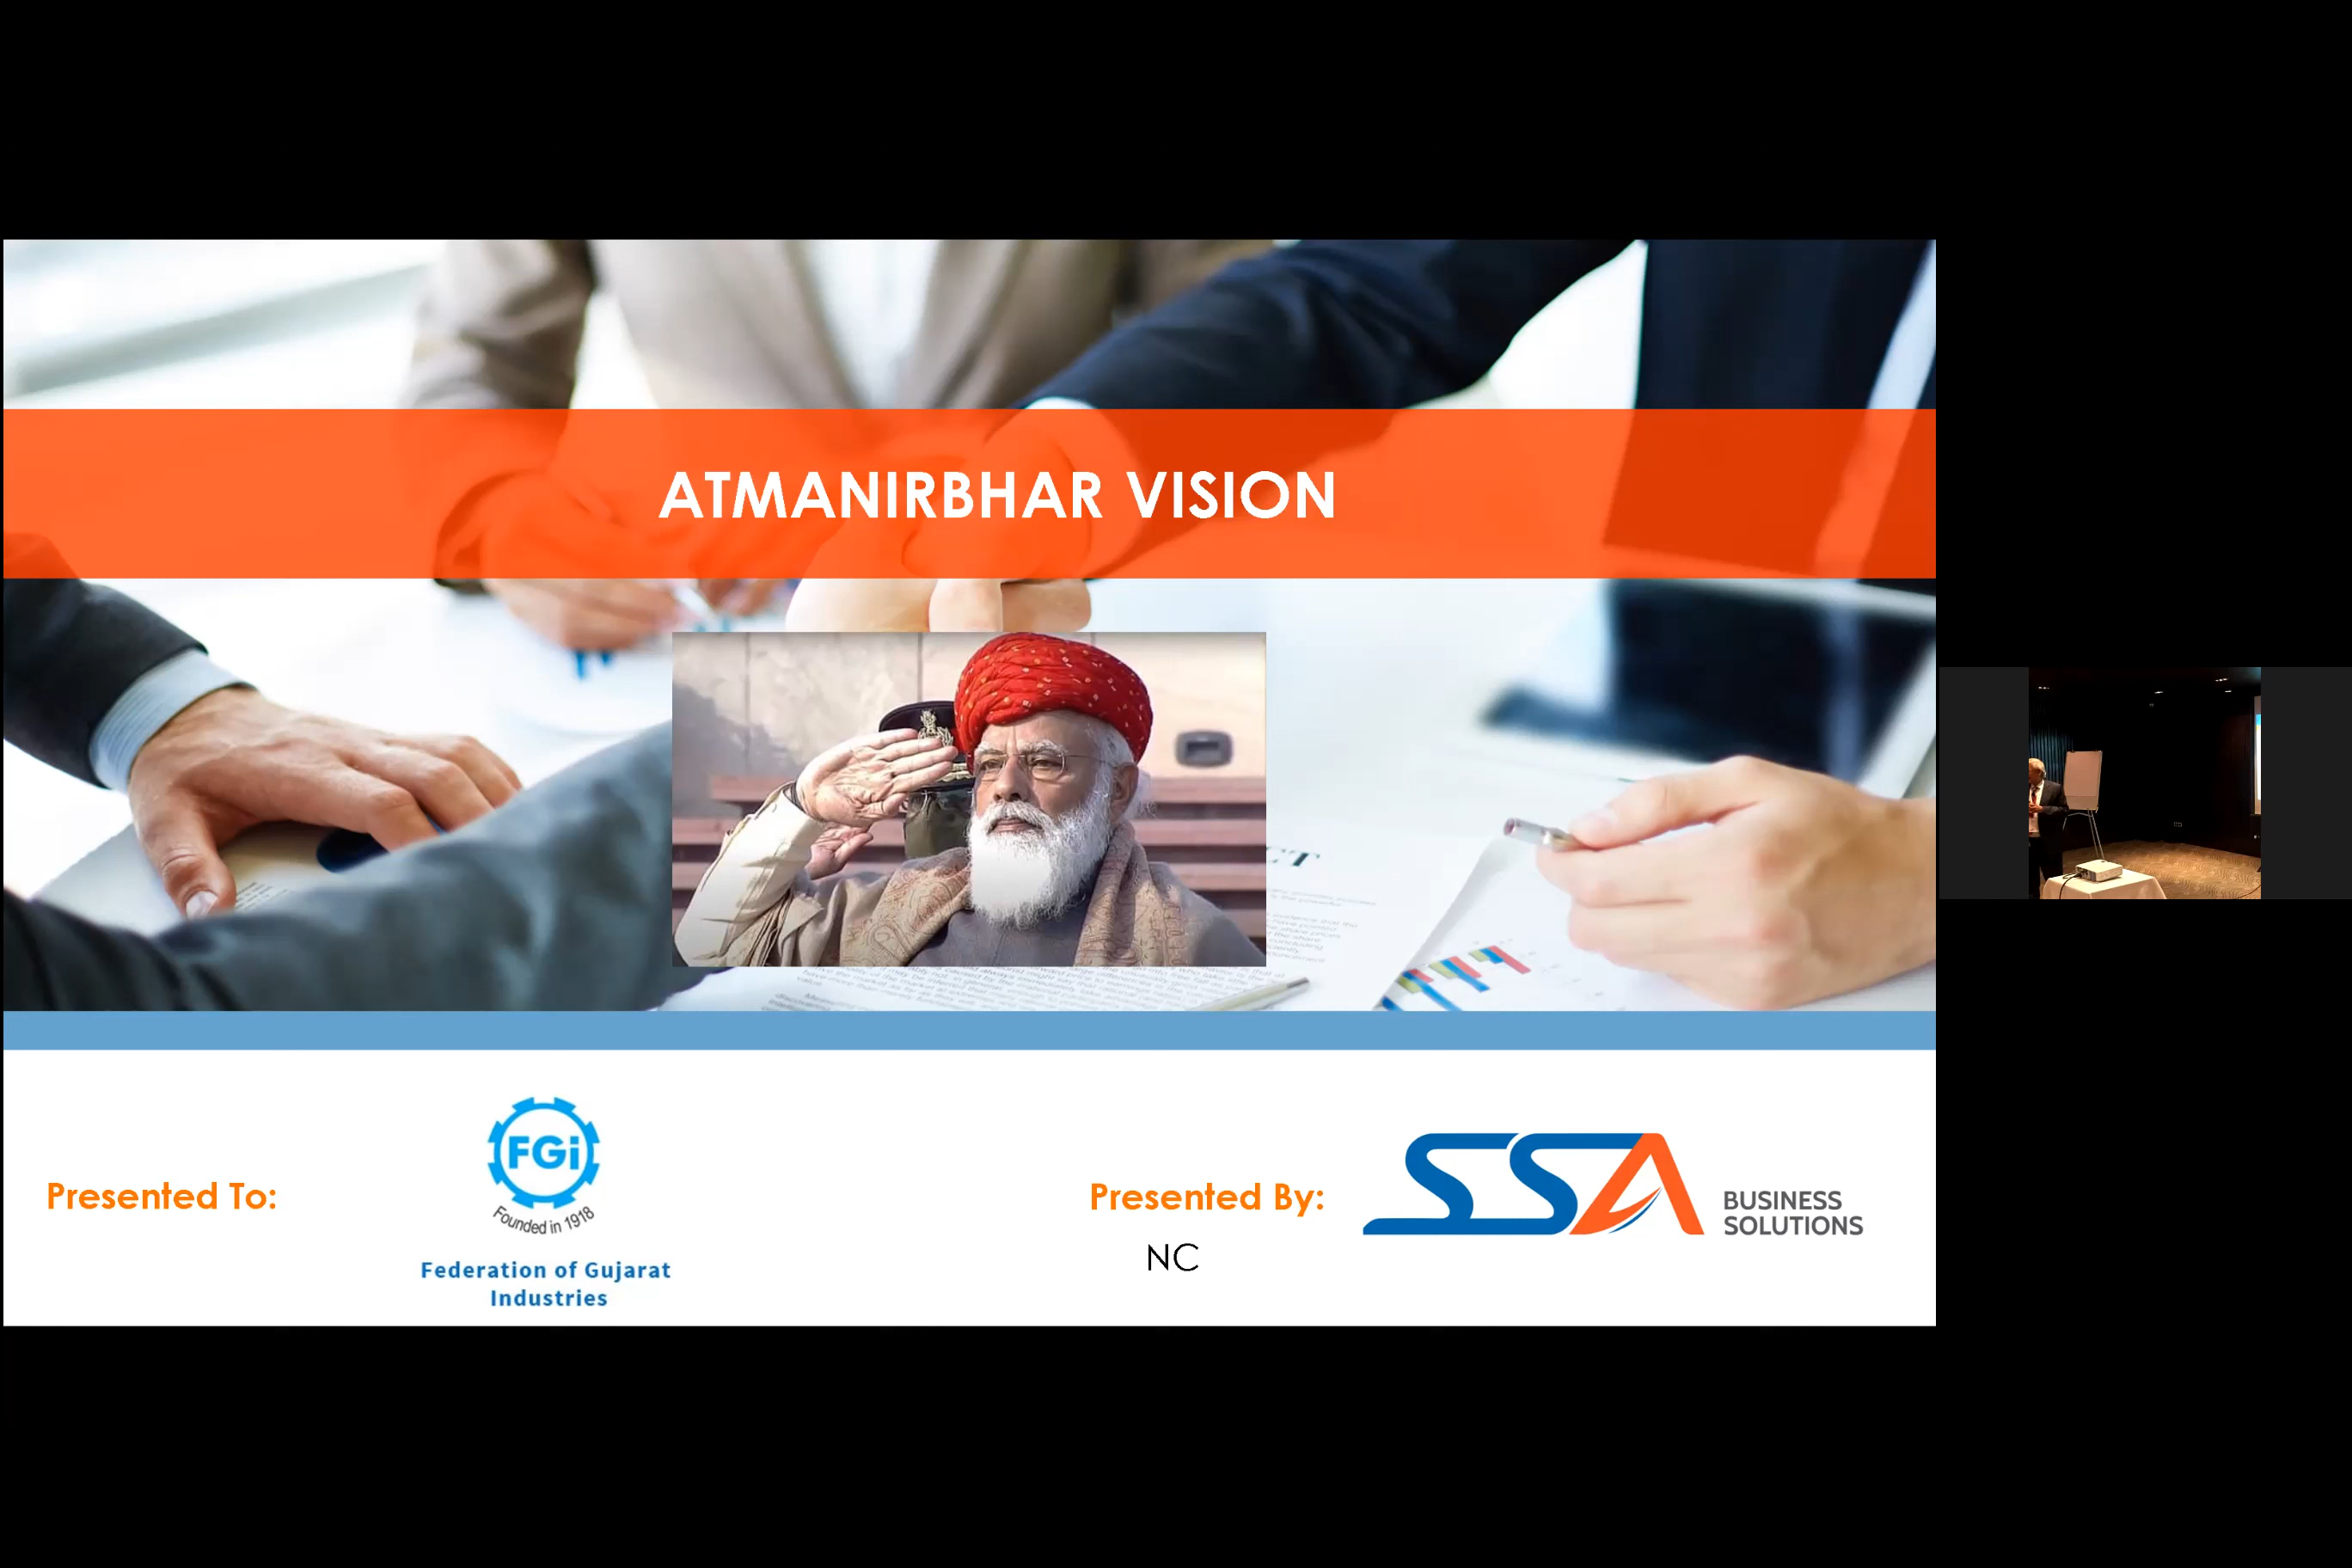 ATMANIRBHAR VISION
Presented To:
FGi
Founded in 1918
Federation of Gujarat
Industries
Presented By:
NC
SSA
BUSINESS
SOLUTIONS